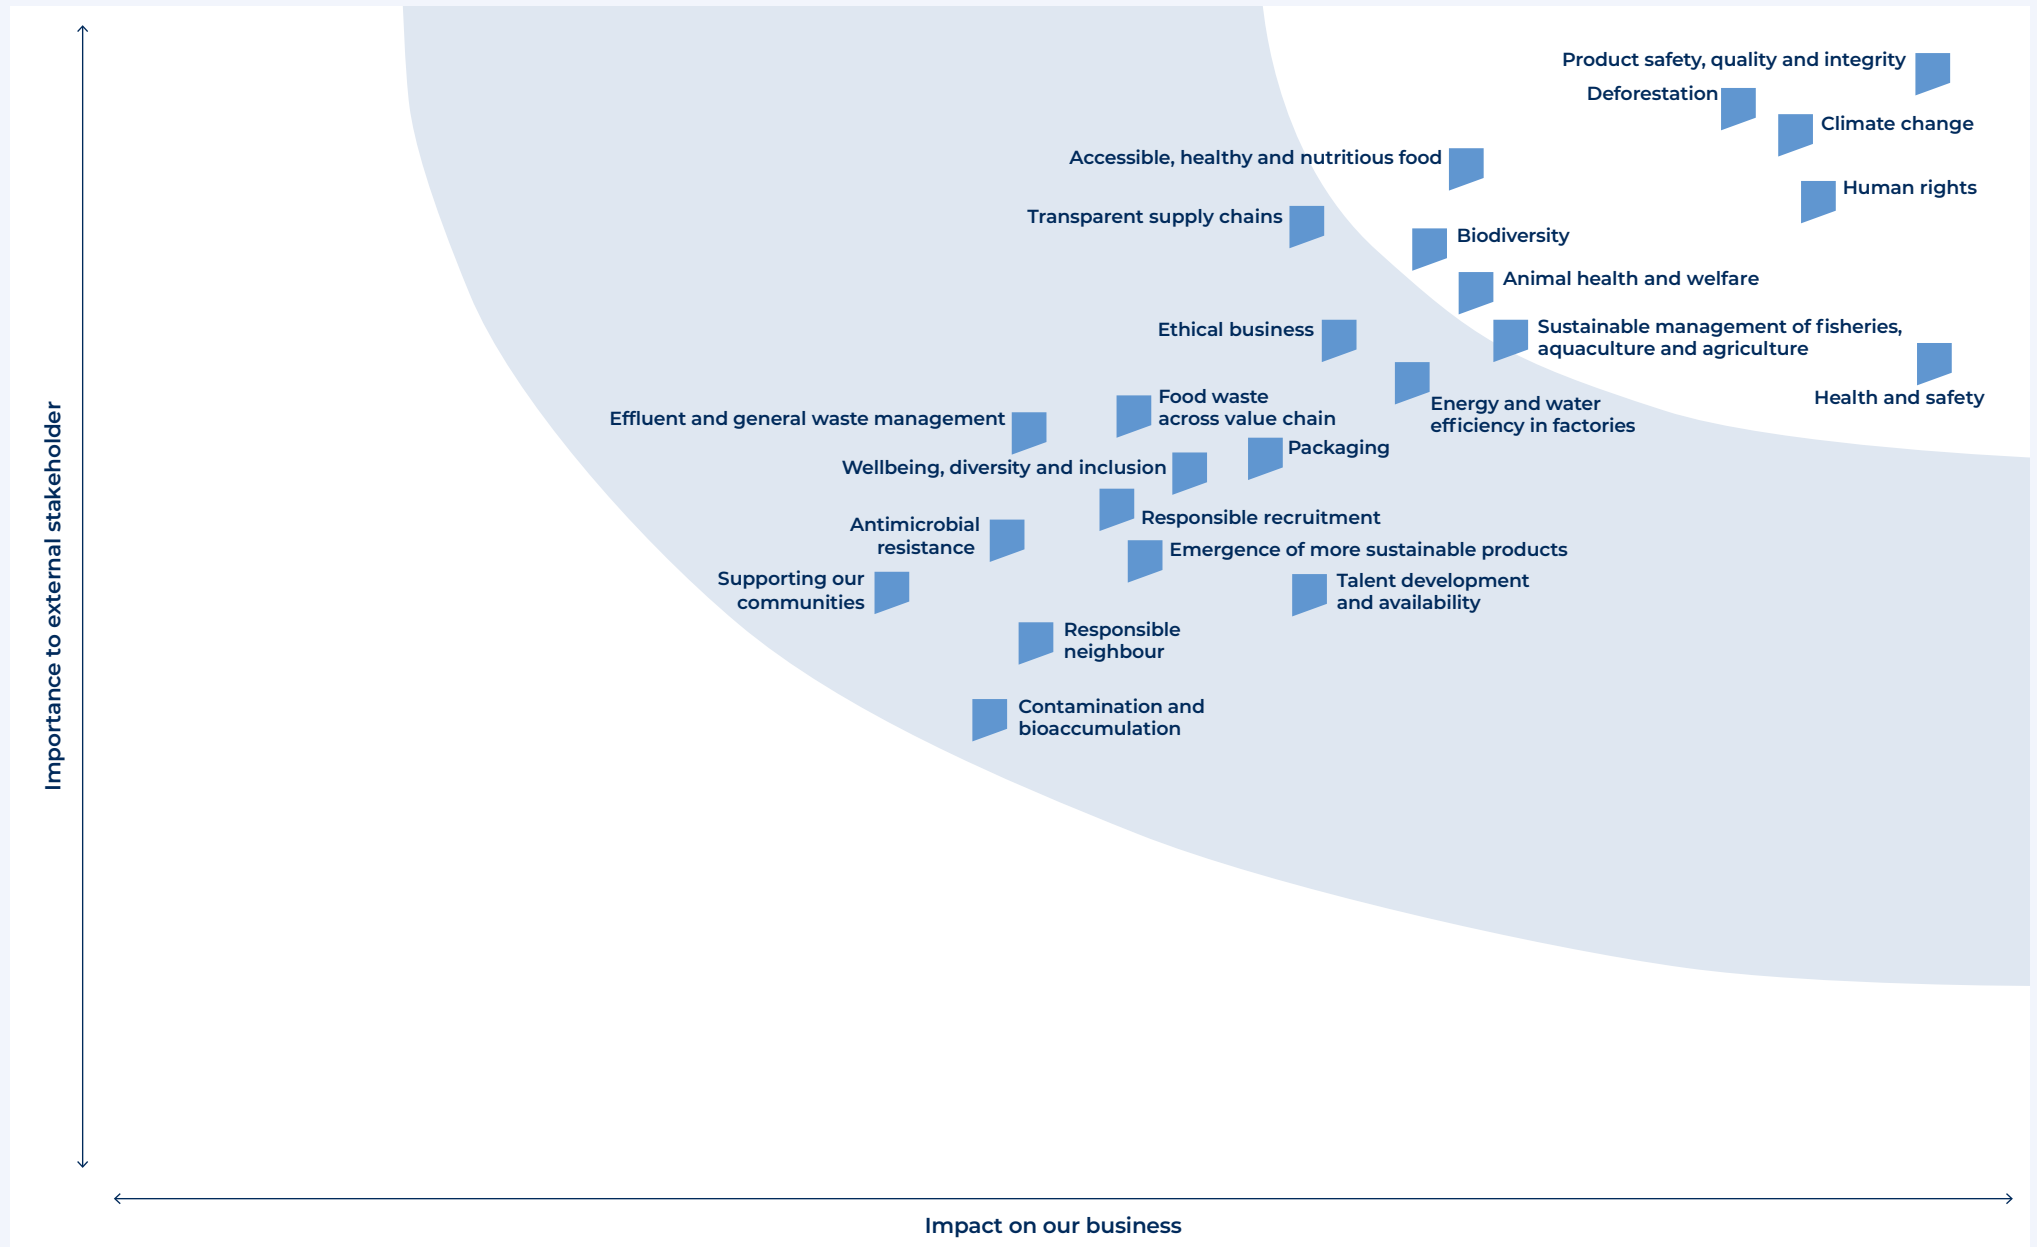 Product safety, quality and integrity
Deforestation
Climate change
Accessible, healthy and nutritious food
Human rights
Transparent supply chains
Biodiversity
Animal health and welfare
Ethical business
Sustainable management of fisheries,
aquaculture and agriculture
Health and safety
Food waste
across value chain
Energy and water
efficiency in factories
Effluent and general waste management
Packaging
Wellbeing, diversity and inclusion
Responsible recruitment
Antimicrobial
resistance
Emergence of more sustainable products
Supporting our
communities
Talent development
and availability
Responsible
neighbour
Contamination and
bioaccumulation
Importance to external stakeholder
Impact on our business